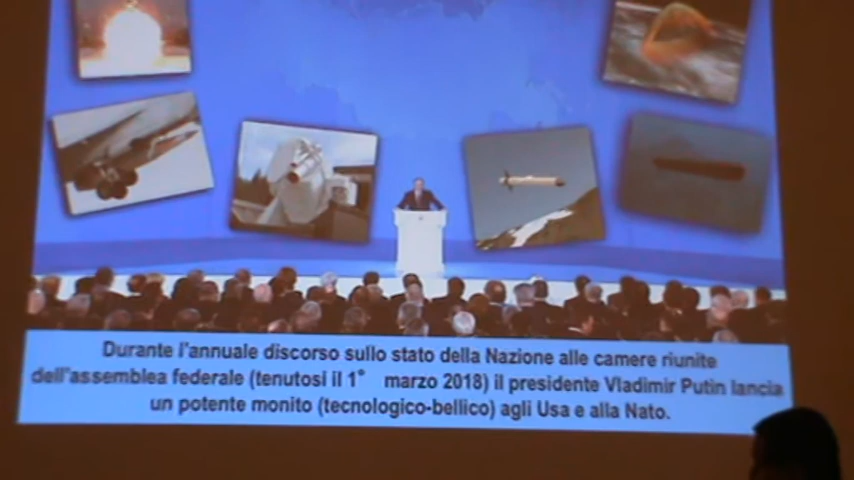 Durante l'annuale discorso sullo stato della Nazione alle camere riunite
dell'assemblea federale (tenutosi il 1° marzo 2018) il presidente Vladimir Putin lancia
un potente monito (tecnologico-bellico) agli Usa e alla Nato.